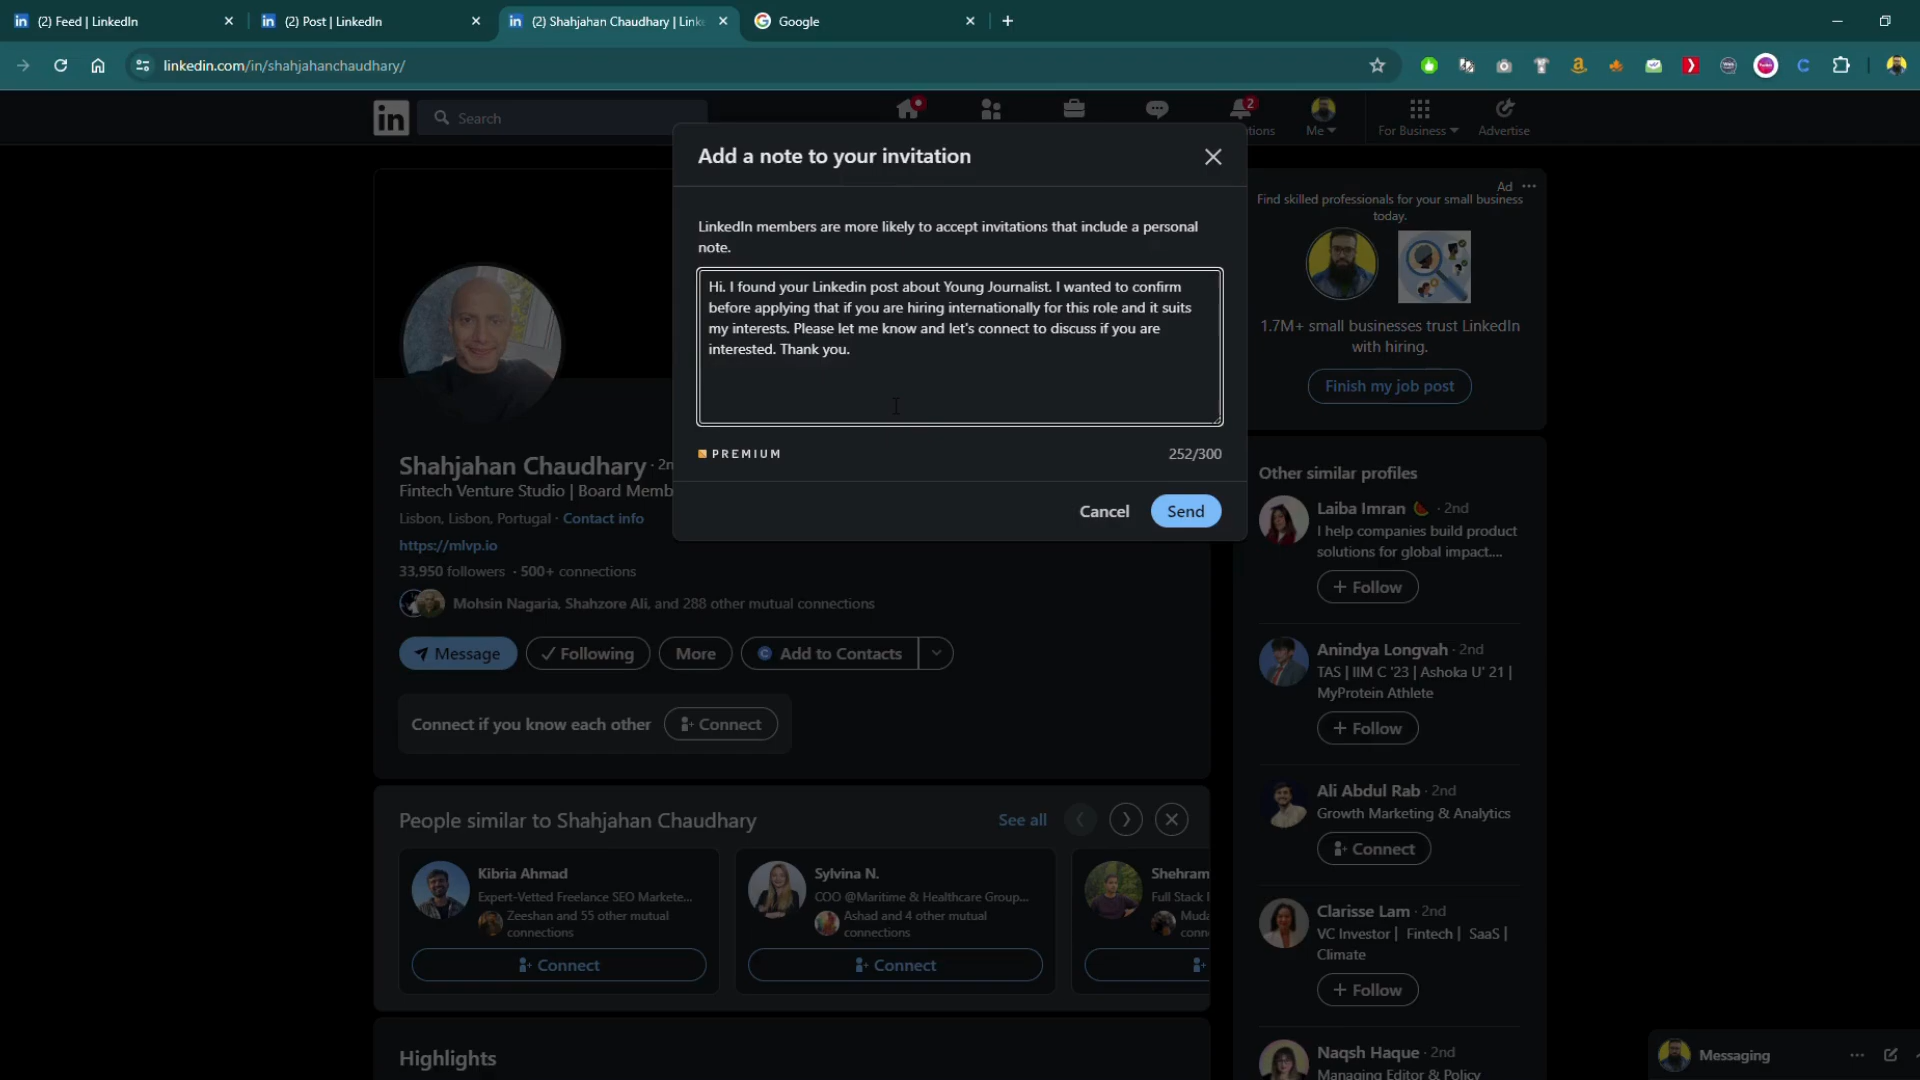 (2) Feed | LinkedIn
(2) Post | LinkedIn
(2) Shahjahan Chaudhary | Link
Google
linkedin.com/in/shahjahanchaudhary/
Search
2
Me
For Business
Advertise
Add a note to your invitation
LinkedIn members are more likely to accept invitations that include a personal
note.
Hi. I found your Linkedin post about Young Journalist. I wanted to confirm
before applying that if you are hiring internationally for this role and it suits
my interests. Please let me know and let's connect to discuss if you are
interested. Thank you.
PREMIUM
252/300
Cancel
Send
Shahjahan Chaudhary · 2n
Fintech Venture Studio | Board Memb
Lisbon, Lisbon, Portugal · Contact info
https://mlvp.io
33,950 followers · 500+ connections
Mohsin Nagaria, Shahzore Ali, and 288 other mutual connections
Message
Following
More
Add to Contacts
Connect if you know each other
Connect
People similar to Shahjahan Chaudhary
See all
Kibria Ahmad
Expert-Vetted Freelance SEO Markete...
Zeeshan and 55 other mutual
connections
Connect
Sylvina N.
COO @Maritime & Healthcare Group...
Ashad and 4 other mutual
connections
Connect
Shehram
Full Stack
Muda
conn
Highlights
Ad
Find skilled professionals for your small business
today.
1.7M+ small businesses trust LinkedIn
with hiring.
Finish my job post
Other similar profiles
Laiba Imran 🍉 · 2nd
I help companies build product
solutions for global impact....
Follow
Anindya Longvah · 2nd
TAS | IIM C '23 | Ashoka U' 21 |
MyProtein Athlete
Follow
Ali Abdul Rab · 2nd
Growth Marketing & Analytics
Connect
Clarisse Lam · 2nd
VC Investor | Fintech | SaaS |
Climate
Follow
Naqsh Haque · 2nd
Managing Editor & Policy
Messaging